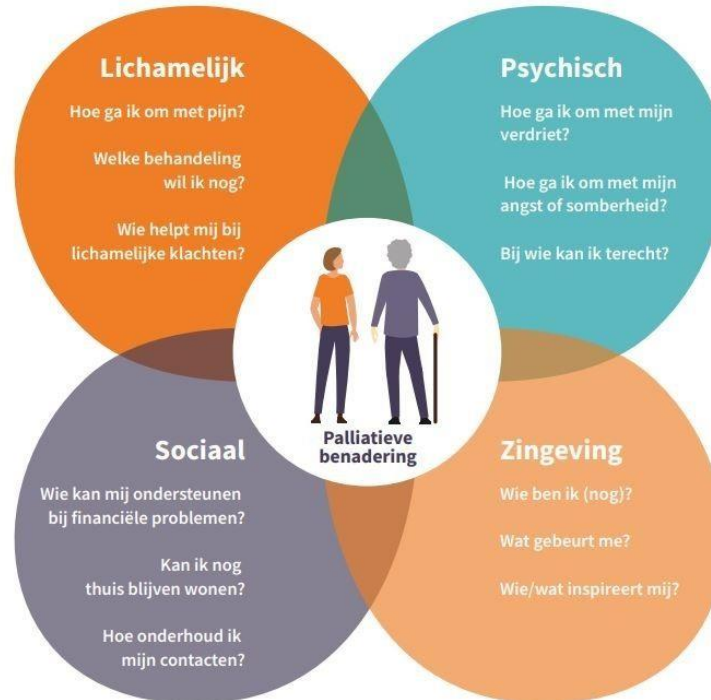 Lichamelijk
Hoe ga ik om met pijn?
Welke behandeling
wil ik nog?
Wie helpt mij bij
lichamelijke klachten?
Psychisch
Hoe ga ik om met mijn
verdriet?
Hoe ga ik om met mijn
angst of somberheid?
Bij wie kan ik terecht?
Palliatieve
benadering
Sociaal
Wie kan mij ondersteunen
bij financiële problemen?
Kan ik nog
thuis blijven wonen?
Hoe onderhoud ik
mijn contacten?
Zingeving
Wie ben ik (nog)?
Wat gebeurt me?
Wie/wat inspireert mij?